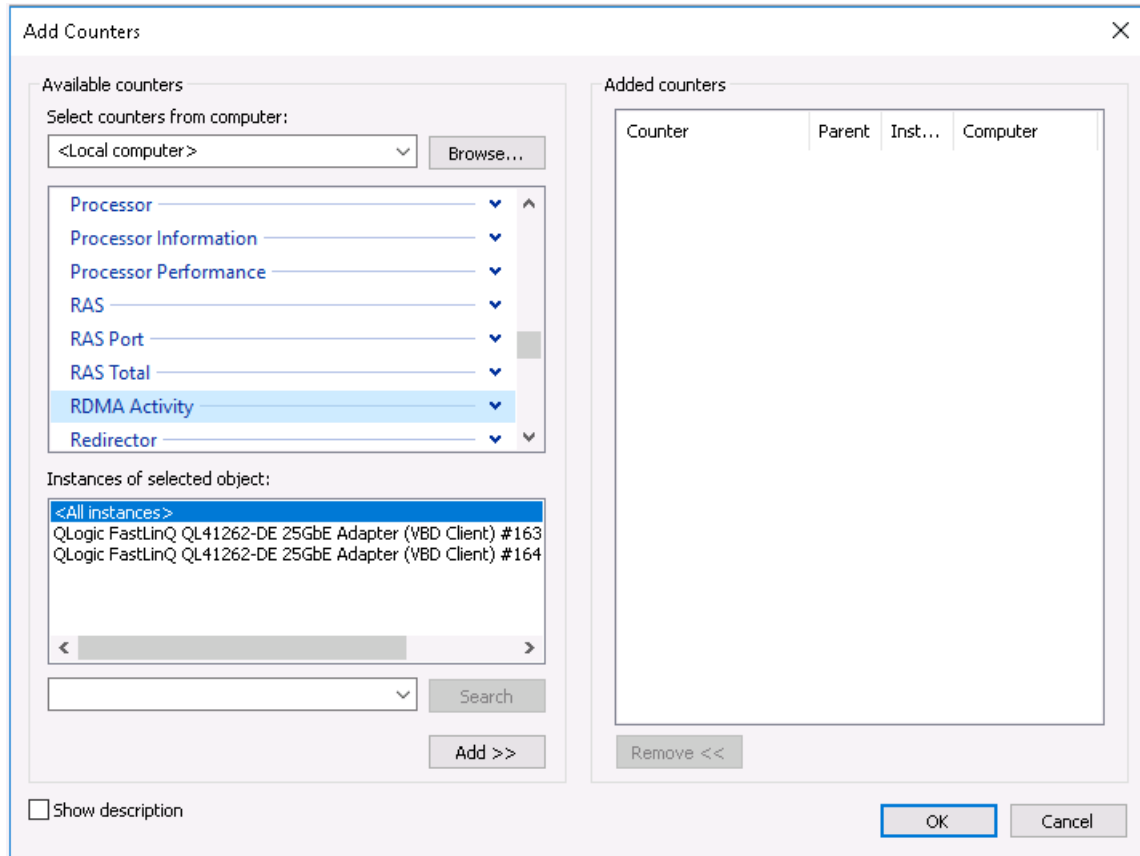 Add Counters
Available counters
Select counters from computer:
<Local computer>
Browse...
Processor
Processor Information
Processor Performance
RAS
RAS Port
RAS Total
RDMA Activity
Redirector
Instances of selected object:
<All instances>
QLogic FastLinQ QL41262-DE 25GbE Adapter (VBD Client) #163
QLogic FastLinQ QL41262-DE 25GbE Adapter (VBD Client) #164
Search
Add >>
Show description
Added counters
Counter Parent Inst... Computer
Remove <<
OK Cancel